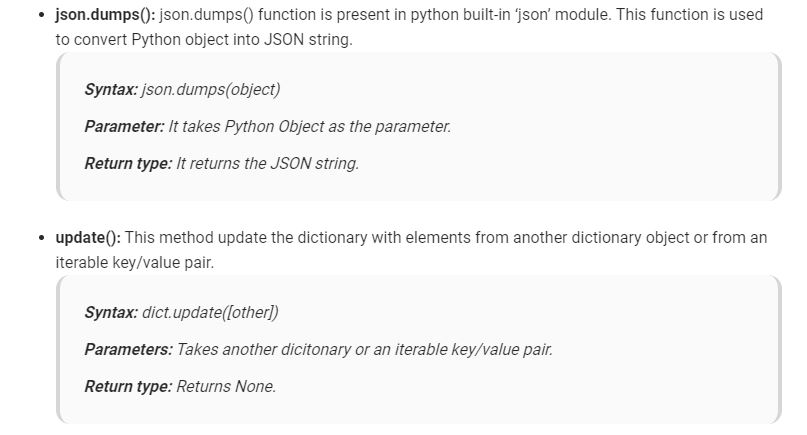 • json.dumps(): json.dumps() function is present in python built-in ‘json’ module. This function is used
to convert Python object into JSON string.
Syntax: json.dumps(object)
Parameter: It takes Python Object as the parameter.
Return type: It returns the JSON string.
• update(): This method update the dictionary with elements from another dictionary object or from an
iterable key/value pair.
Syntax: dict.update([other])
Parameters: Takes another dicitonary or an iterable key/value pair.
Return type: Returns None.